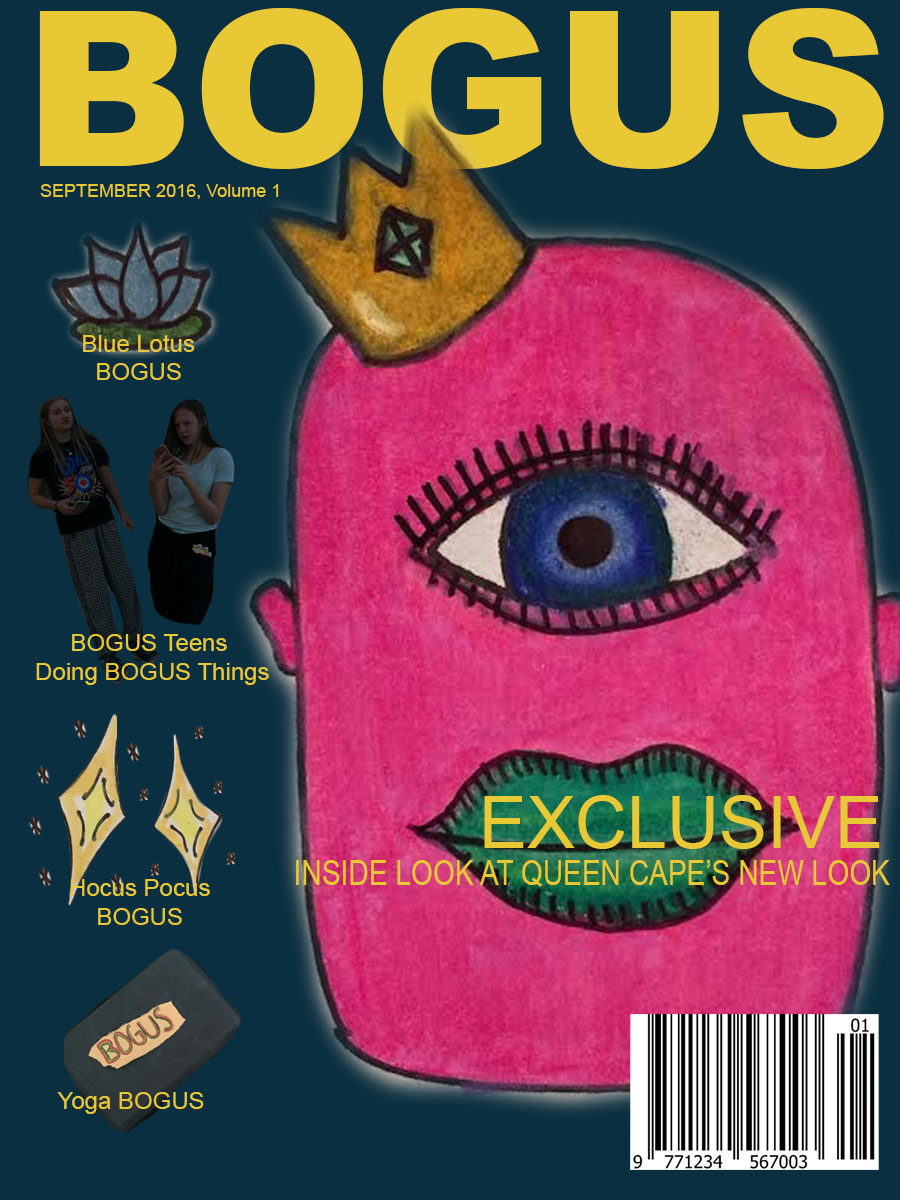 BOGUS
SEPTEMBER 2016, Volume 1
Blue Lotus
BOGUS
BOGUS Teens
Doing BOGUS Things
Hocus Pocus
BOGUS
BOGUS
Yoga BOGUS
EXCLUSIVE
INSIDE LOOK AT QUEEN CAPE'S NEW LOOK
01
9 771234 567003